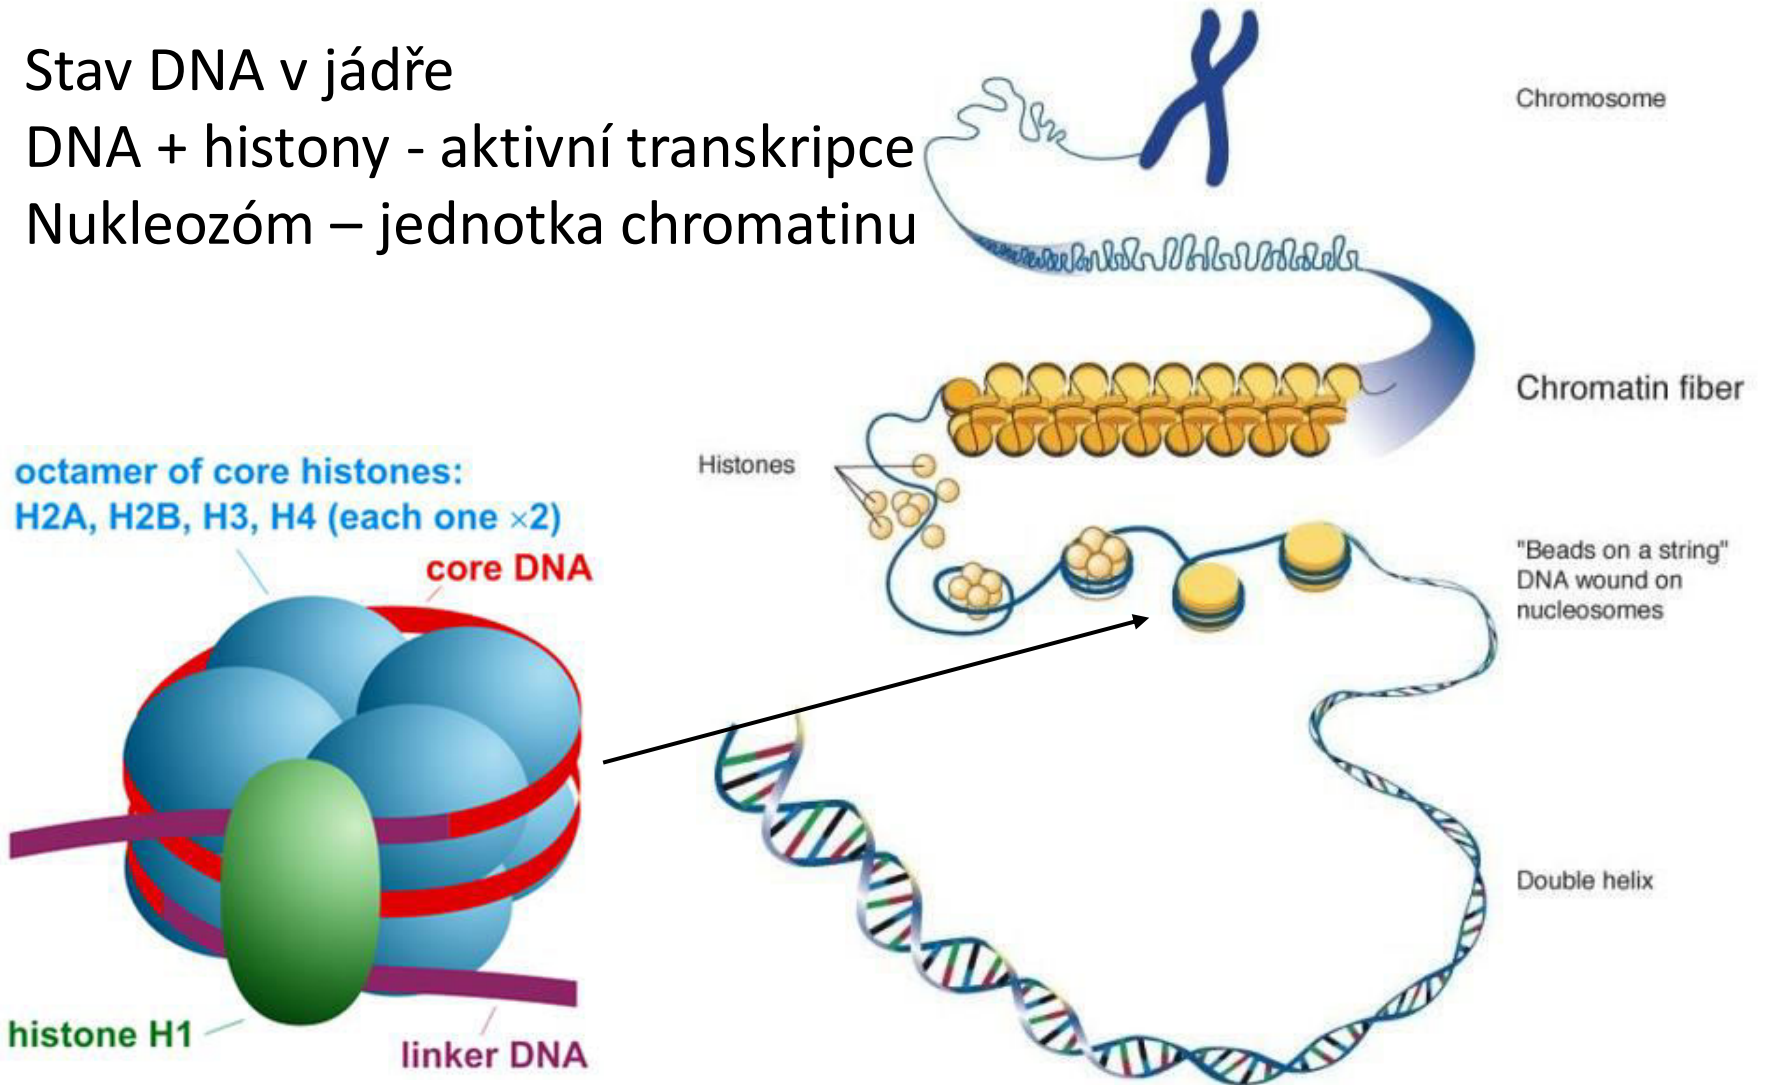 Stav DNA v jádře
DNA + histony - aktivní transkripce
Nukleozóm – jednotka chromatinu
Chromosome
Chromatin fiber
Histones
"Beads on a string"
DNA wound on
nucleosomes
Double helix
octamer of core histones:
H2A, H2B, H3, H4 (each one ×2)
core DNA
histone H1
linker DNA